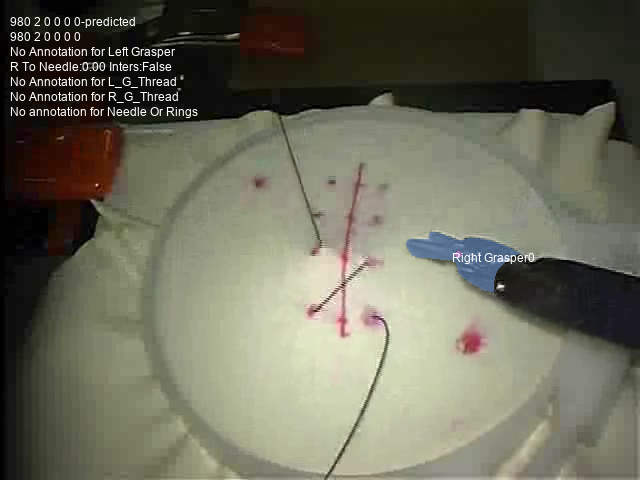 980 2 0 0 0 0-predicted
980 2 0 0 0 0
No Annotation for Left Grasper
R To Needle:0.00 Inters:False
No Annotation for L_G_Thread
No Annotation for R_G_Thread
No annotation for Needle Or Rings
Right Grasper0